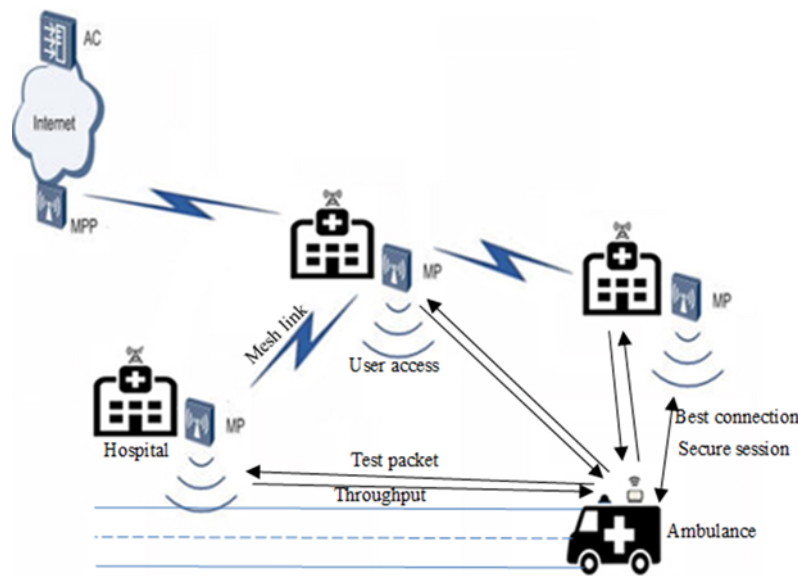 AC
Internet
MPP
MP
MP
Mesh link
User access
MP
Hospital
Best connection
Secure session
Test packet
Throughput
Ambulance